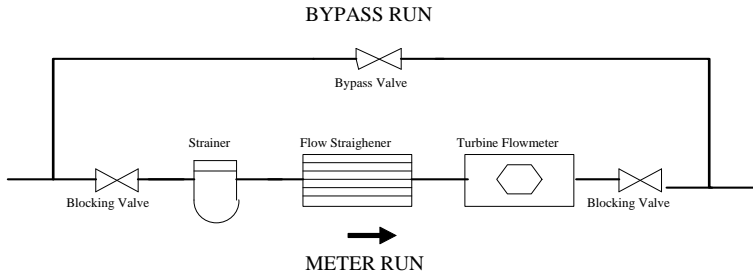 BYPASS RUN
Bypass Valve
Strainer
Flow Straighener
Turbine Flowmeter
Blocking Valve
Blocking Valve
METER RUN